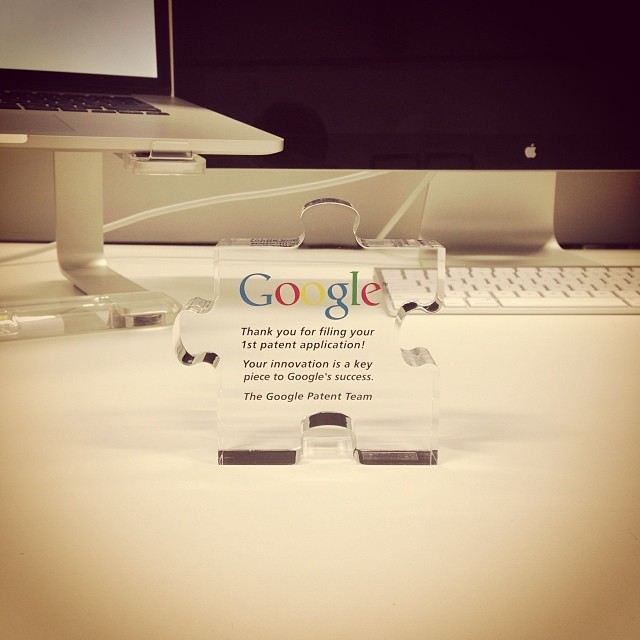 Google
Thank you for filing your
1st patent application!
Your innovation is a key
piece to Google's success.
The Google Patent Team